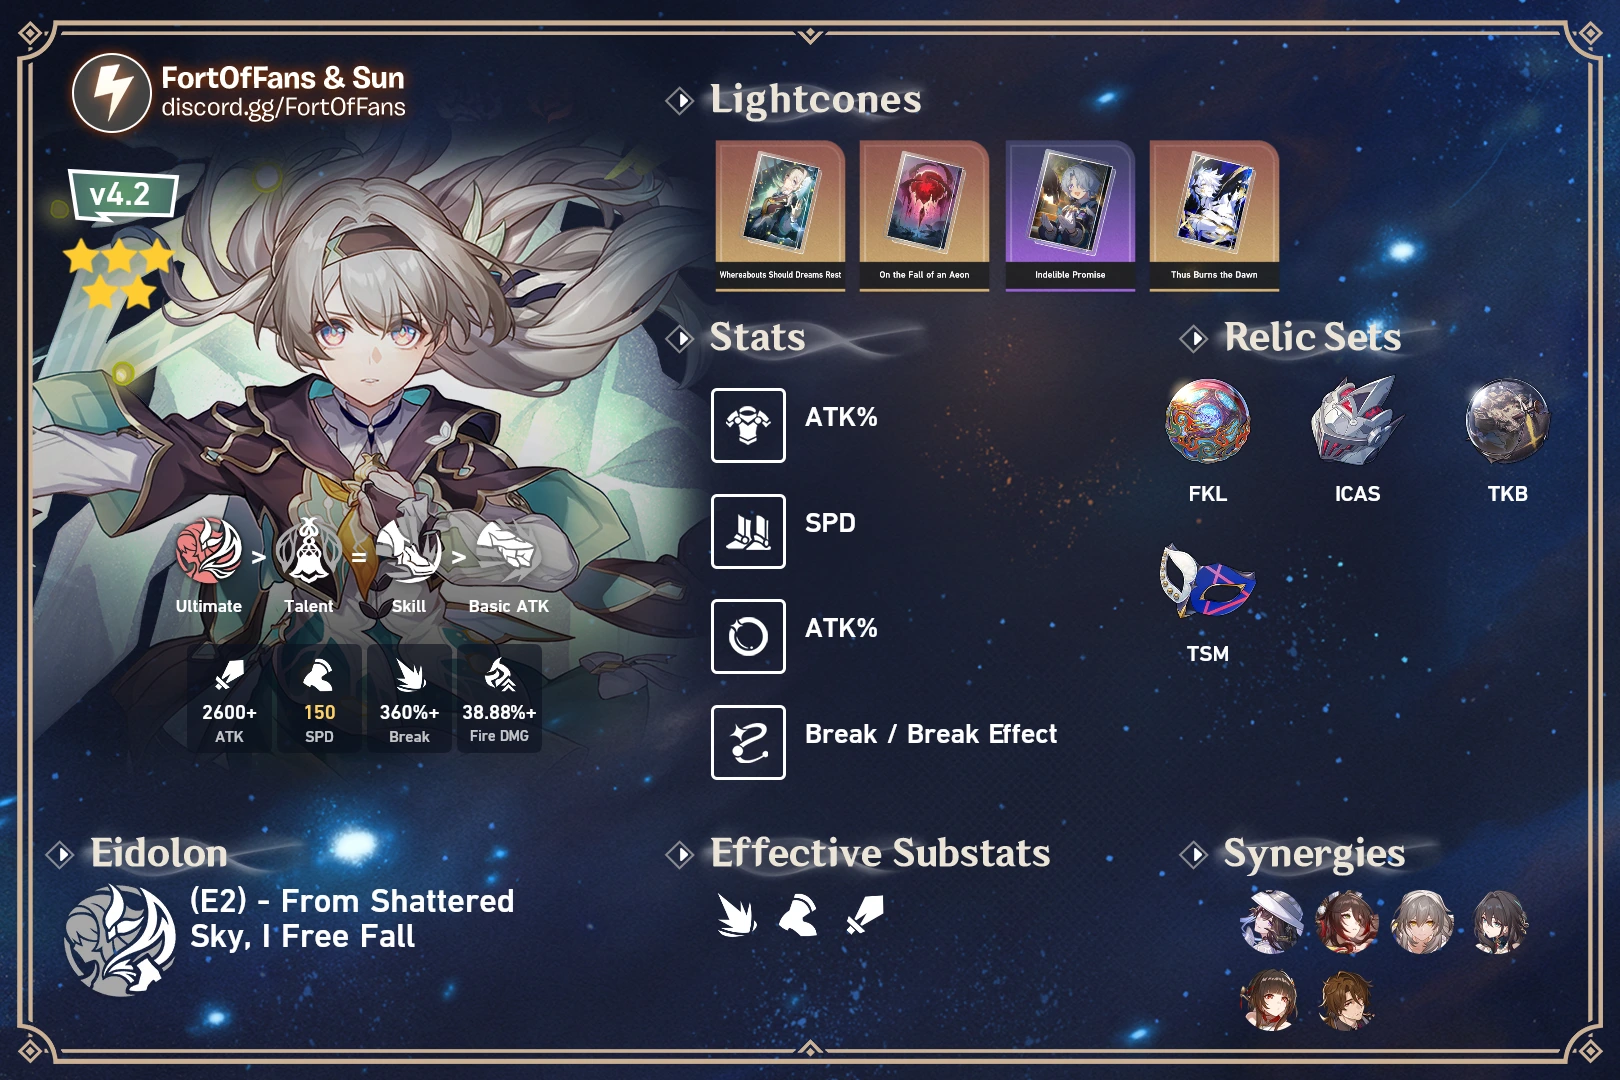 FortOfFans & Sun
discord.gg/FortOfFans
v4.2
Lightcones
Whereabouts Should Dreams Rest
On the Fall of an Aeon
Indelible Promise
Thus Burns the Dawn
Stats
ATK%
SPD
ATK%
Break / Break Effect
Relic Sets
FKL
ICAS
TKB
TSM
> = >
Ultimate Talent Skill Basic ATK
2600+ 150 360%+ 38.88%+
ATK SPD Break Fire DMG
Eidolon
(E2) - From Shattered
Sky, I Free Fall
Effective Substats
Synergies